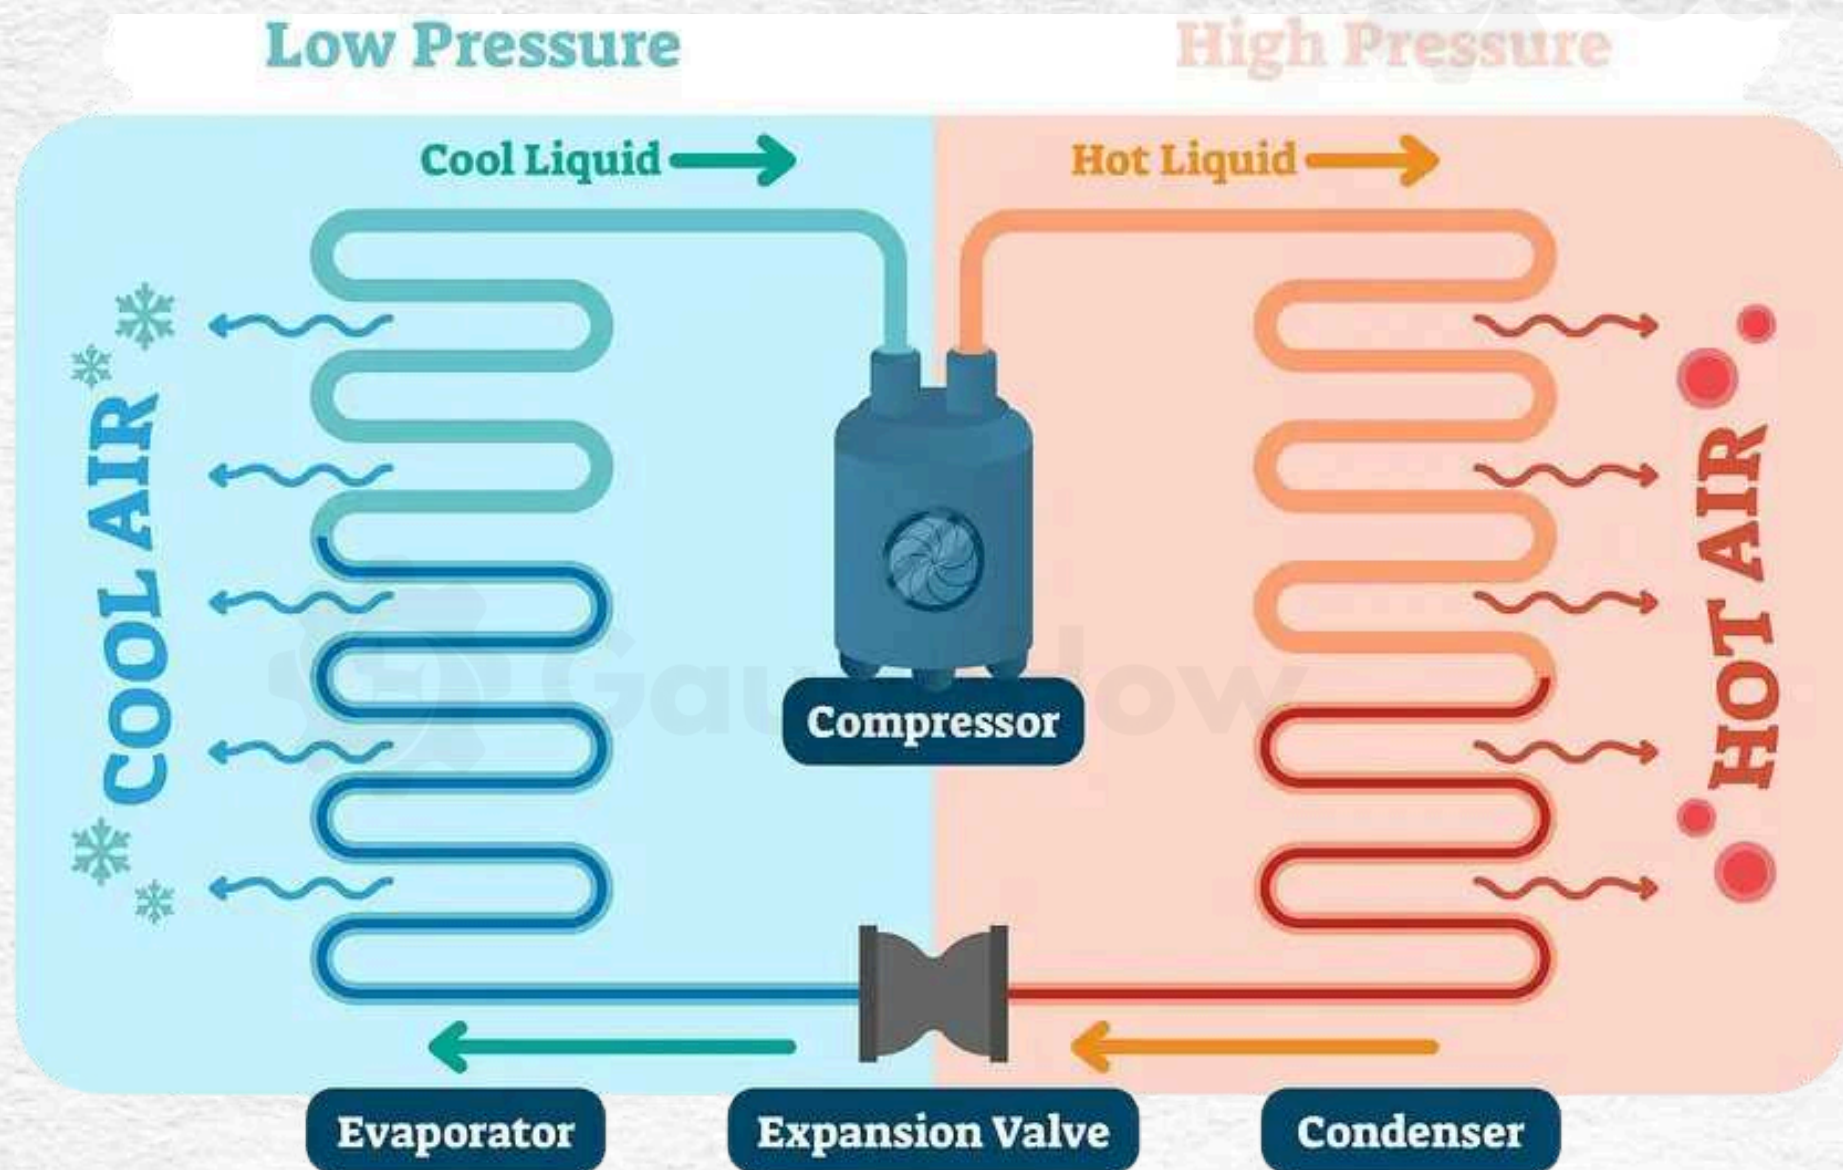 Low Pressure
High Pressure
Cool Liquid
Hot Liquid
COOL AIR
HOT AIR
Compressor
Evaporator
Expansion Valve
Condenser